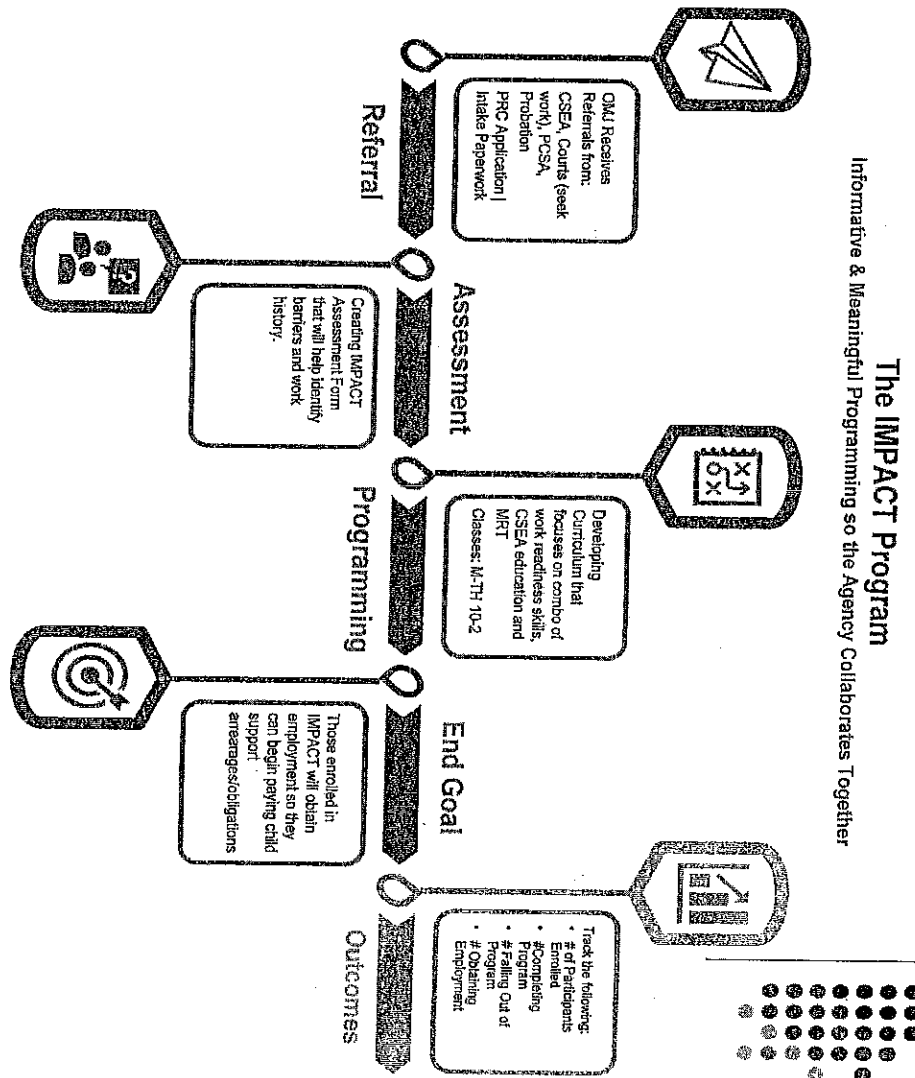 The IMPACT Program
Informative & Meaningful Programming so the Agency Collaborates Together
OMJ Receives
Referrals from:
CSEA, Courts (seek
work), PCSA,
Probation
PRC Application |
Intake Paperwork
Referral
Assessment
Creating IMPACT
Assessment Form
that will help identify
barriers and work
history.
Developing
Curriculum that
focuses on combo of
work readiness skills,
CSEA education and
MRT
Classes: M-TH 10-2
Programming
End Goal
Those enrolled in
IMPACT will obtain
employment so they
can begin paying child
support
arrearages/obligations
Track the following:
• # of Participants
Enrolled
• #Completing
Program
• # Falling Out of
Program
• # Obtaining
Employment
Outcomes